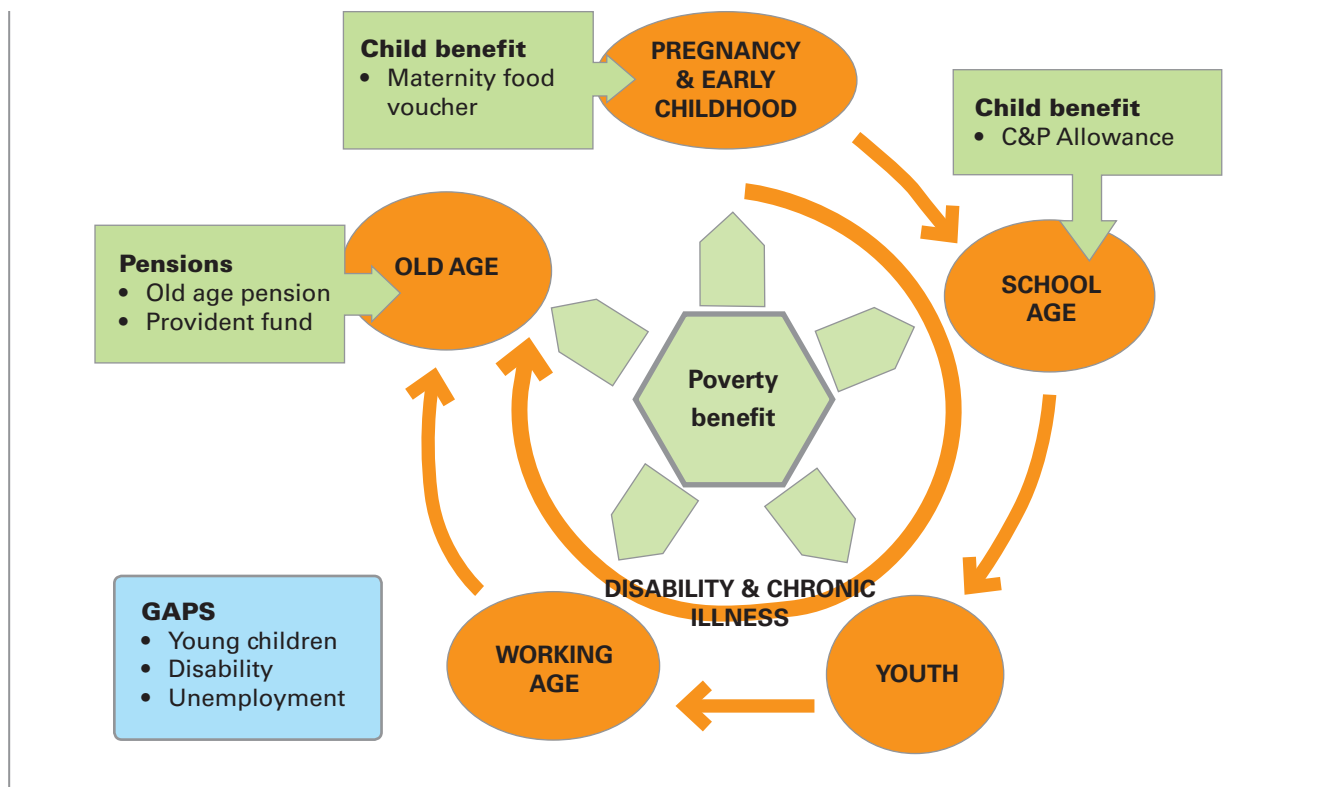 Child benefit
• Maternity food
voucher
PREGNANCY
& EARLY
CHILDHOOD
Child benefit
• C&P Allowance
Pensions
• Old age pension
• Provident fund
OLD AGE
SCHOOL
AGE
Poverty
benefit
DISABILITY & CHRONIC
ILLNESS
GAPS
• Young children
• Disability
• Unemployment
WORKING
AGE
YOUTH